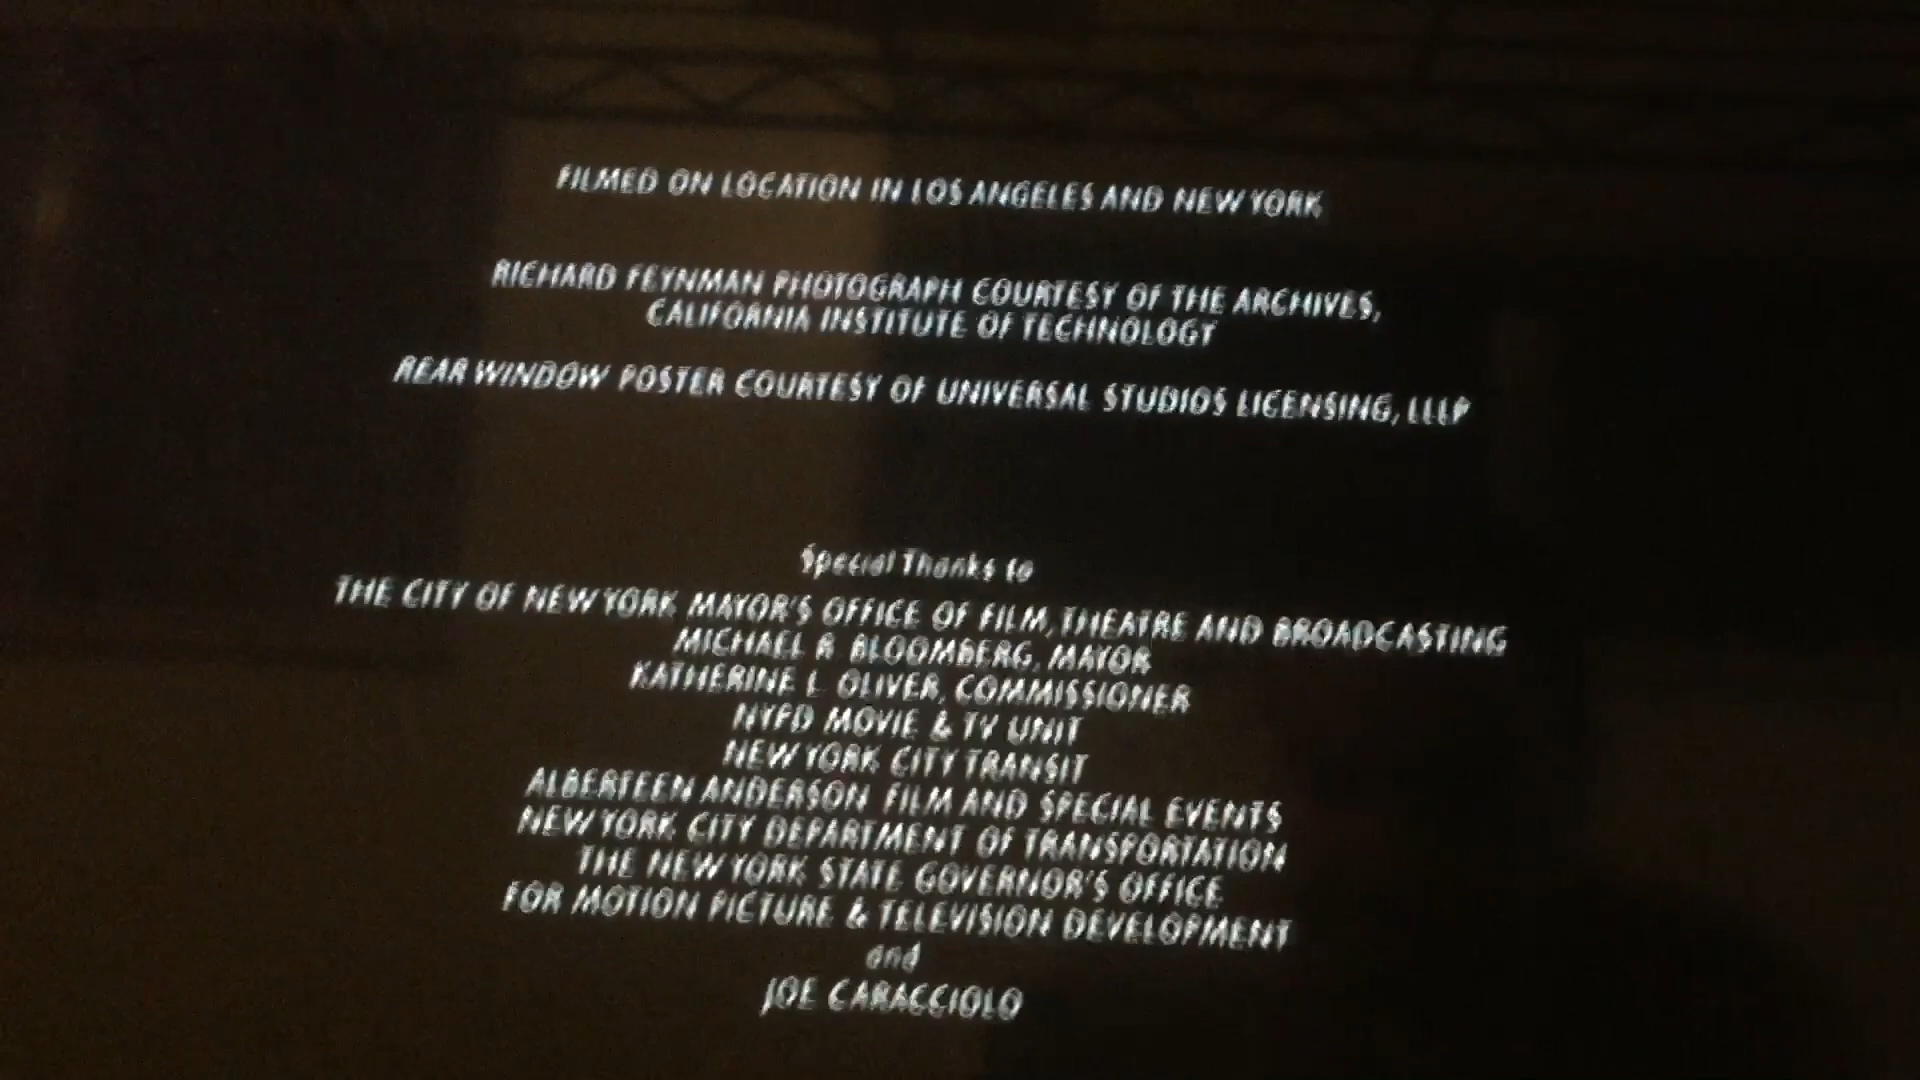 FILMED ON LOCATION IN LOS ANGELES AND NEW YORK
RICHARD FEYNMAN PHOTOGRAPH COURTESY OF THE ARCHIVES,
CALIFORNIA INSTITUTE OF TECHNOLOGY
REAR WINDOW POSTER COURTESY OF UNIVERSAL STUDIOS LICENSING, LLLP
Special Thanks to
THE CITY OF NEW YORK MAYOR'S OFFICE OF FILM, THEATRE AND BROADCASTING
MICHAEL R BLOOMBERG, MAYOR
KATHERINE L OLIVER, COMMISSIONER
NYPD MOVIE & TV UNIT
NEW YORK CITY TRANSIT
ALBERTEEN ANDERSON FILM AND SPECIAL EVENTS
NEW YORK CITY DEPARTMENT OF TRANSPORTATION
THE NEW YORK STATE GOVERNOR'S OFFICE
FOR MOTION PICTURE & TELEVISION DEVELOPMENT
and
JOE CARACCIOLO